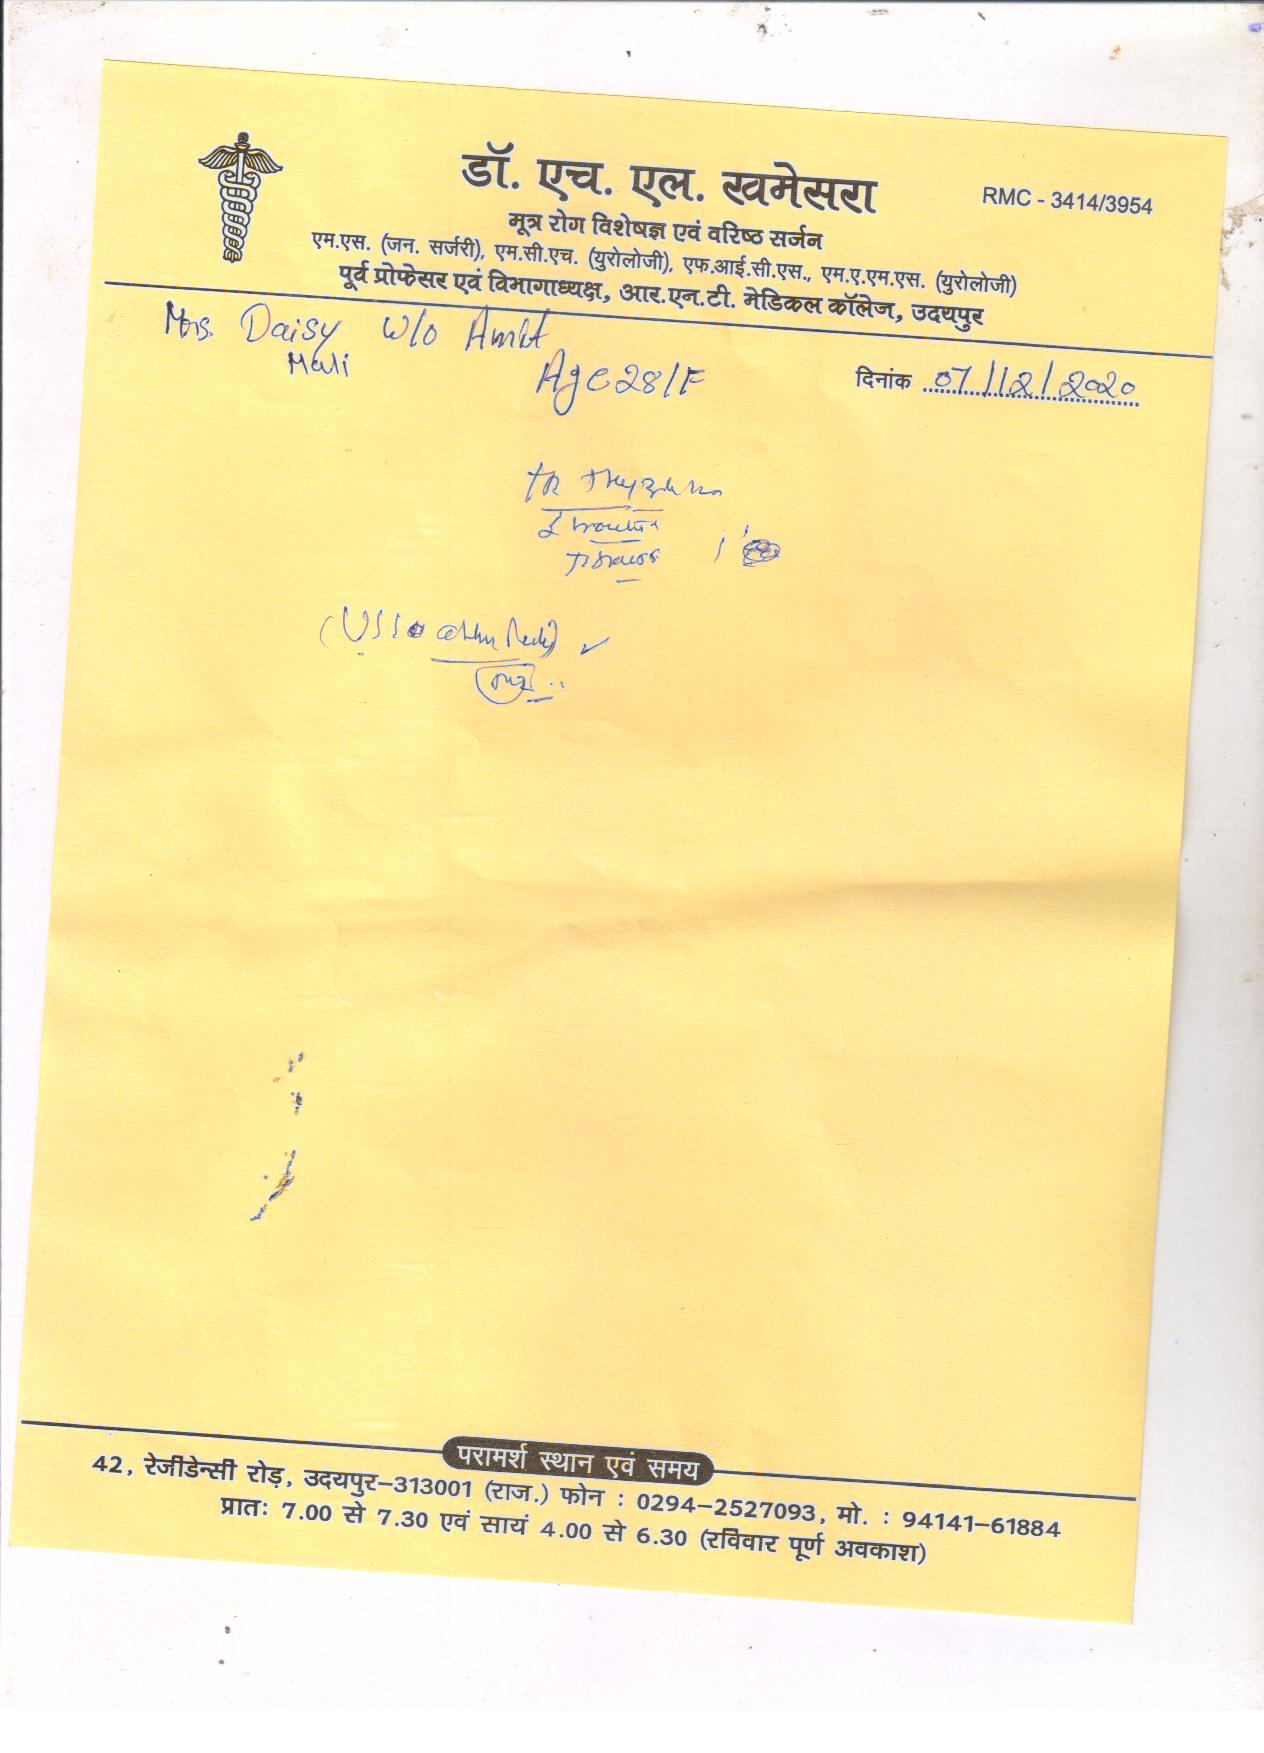 डॉ. एच. एल. खमेसरा
RMC - 3414/3954
मूत्र रोग विशेषज्ञ एवं वरिष्ठ सर्जन
एम.एस. (जन. सर्जरी), एम.सी.एच. (युरोलोजी), एफ.आई.सी.एस., एम.ए.एम.एस. (युरोलोजी)
पूर्व प्रोफेसर एवं विभागाध्यक्ष, आर.एन.टी. मेडिकल कॉलेज, उदयपुर
Mrs. Daisy W/o Amit
Mali
Age 28/F
दिनांक 07/12/2020
परामर्श स्थान एवं समय
42, रेजीडेन्सी रोड़, उदयपुर-313001 (राज.) फोन : 0294-2527093, मो. : 94141-61884
प्रातः 7.00 से 7.30 एवं सायं 4.00 से 6.30 (रविवार पूर्ण अवकाश)